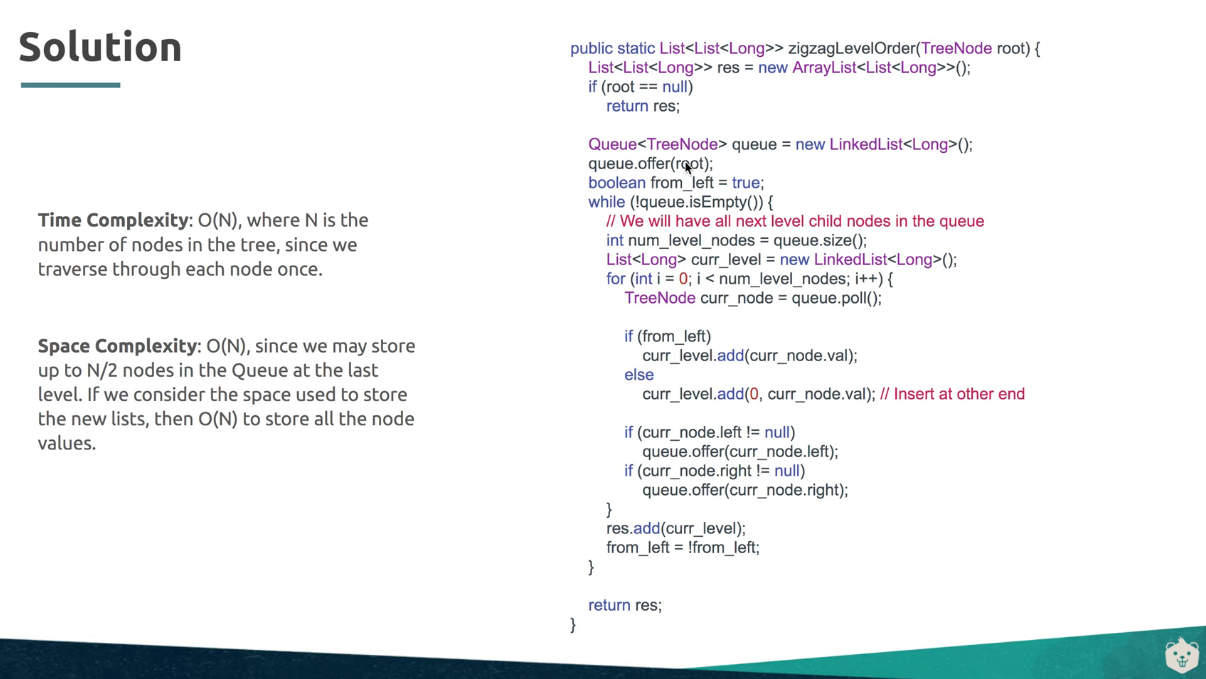 Solution
Time Complexity: O(N), where N is the
number of nodes in the tree, since we
traverse through each node once.
Space Complexity: O(N), since we may store
up to N/2 nodes in the Queue at the last
level. If we consider the space used to store
the new lists, then O(N) to store all the node
values.
public static List<List<Long>> zigzagLevelOrder(TreeNode root) {
List<List<Long>> res = new ArrayList<List<Long>>();
if (root == null)
return res;
Queue<TreeNode> queue = new LinkedList<Long>();
queue.offer(root);
boolean from_left = true;
while (!queue.isEmpty()) {
// We will have all next level child nodes in the queue
int num_level_nodes = queue.size();
List<Long> curr_level = new LinkedList<Long>();
for (int i = 0; i < num_level_nodes; i++) {
TreeNode curr_node = queue.poll();
if (from_left)
curr_level.add(curr_node.val);
else
curr_level.add(0, curr_node.val); // Insert at other end
if (curr_node.left != null)
queue.offer(curr_node.left);
if (curr_node.right != null)
queue.offer(curr_node.right);
}
res.add(curr_level);
from_left = !from_left;
}
return res;
}